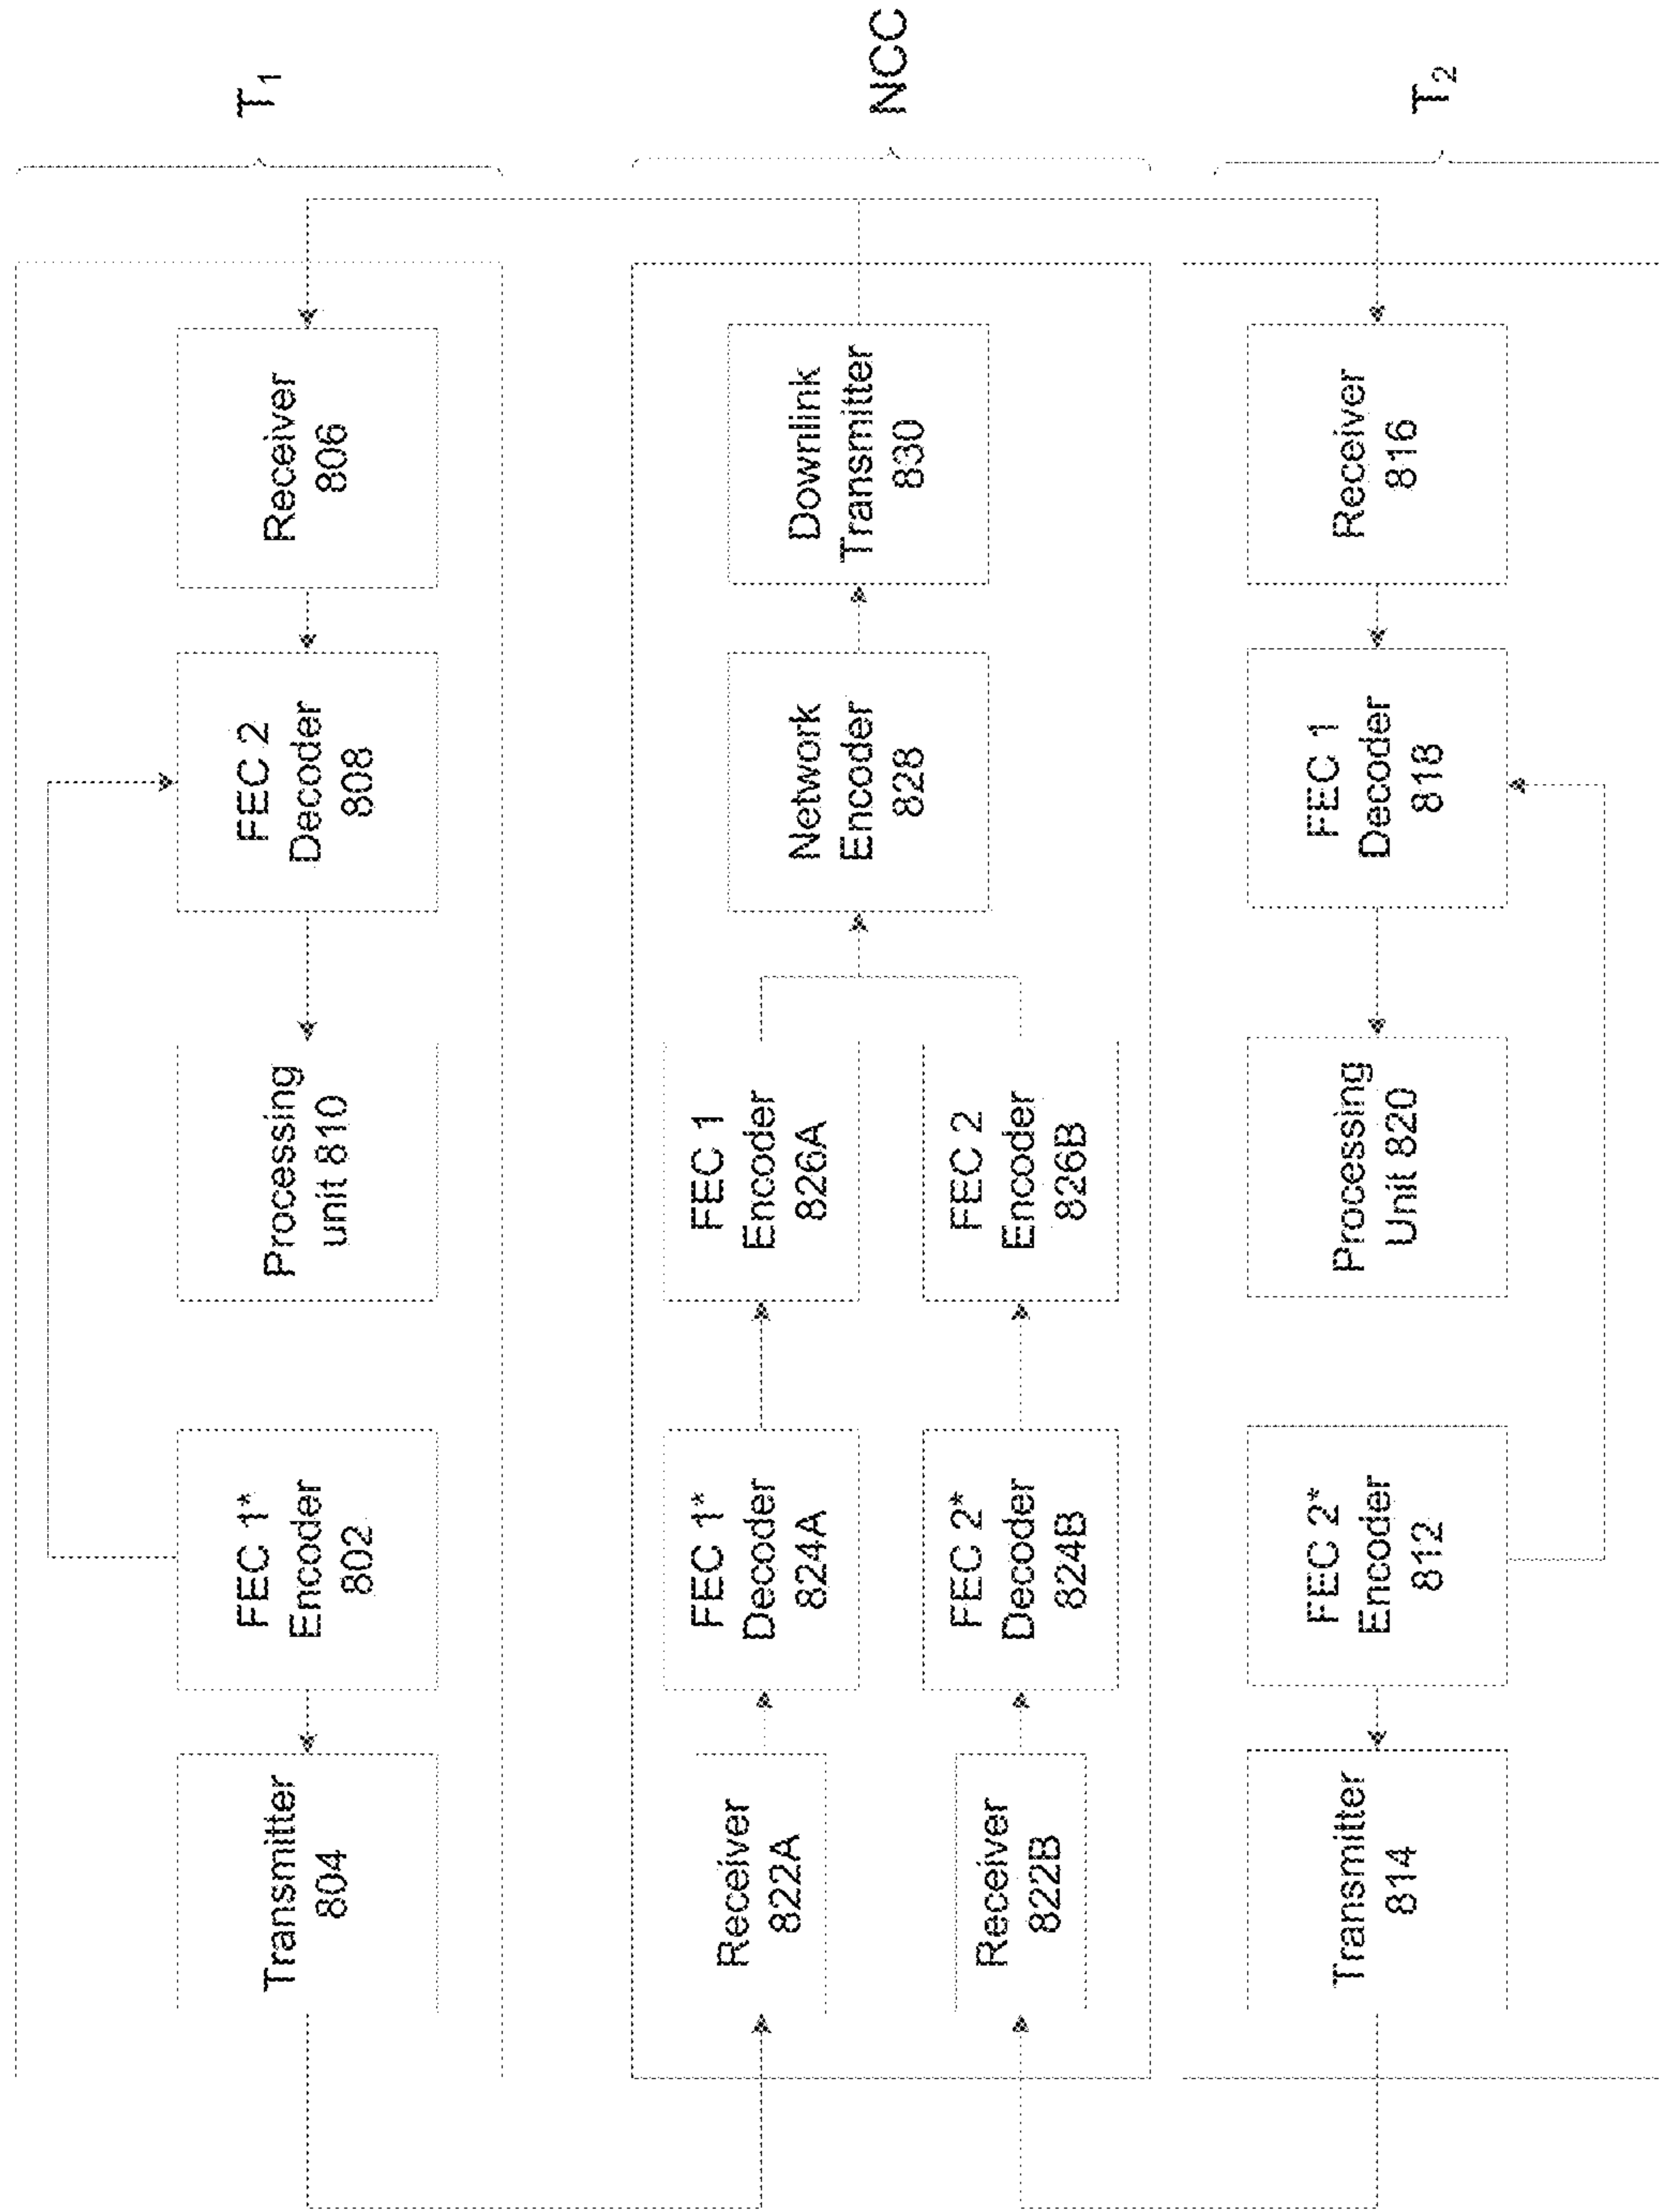 Transmitter
804
FEC 1*
Encoder
802
Processing
unit 810
FEC 2
Decoder
808
Receiver
806
T1
Receiver
822A
FEC 1*
Decoder
824A
FEC 1
Encoder
826A
Receiver
822B
FEC 2*
Decoder
824B
FEC 2
Encoder
826B
Network
Encoder
828
Downlink
Transmitter
830
NCC
Transmitter
814
FEC 2*
Encoder
812
Processing
Unit 820
FEC 1
Decoder
818
Receiver
816
T2